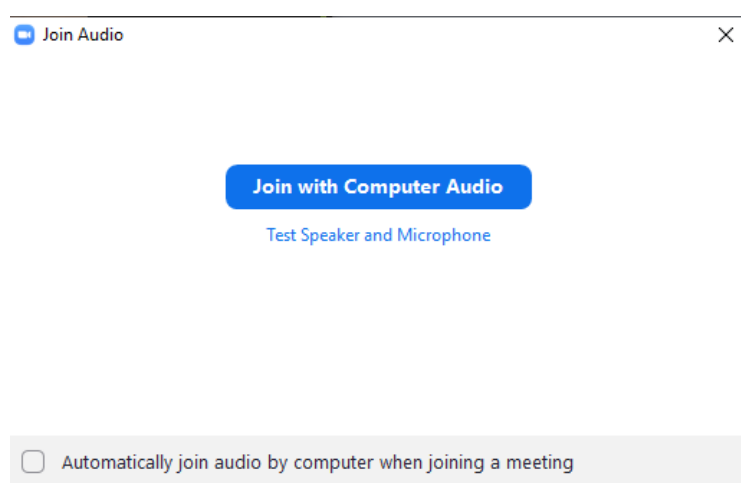 Join Audio
Join with Computer Audio
Test Speaker and Microphone
Automatically join audio by computer when joining a meeting